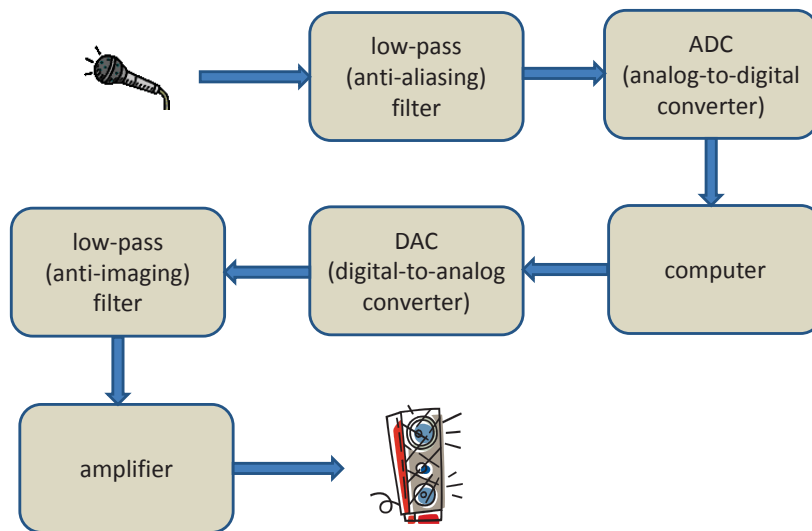 low-pass
(anti-aliasing)
filter
ADC
(analog-to-digital
converter)
low-pass
(anti-imaging)
filter
DAC
(digital-to-analog
converter)
computer
amplifier